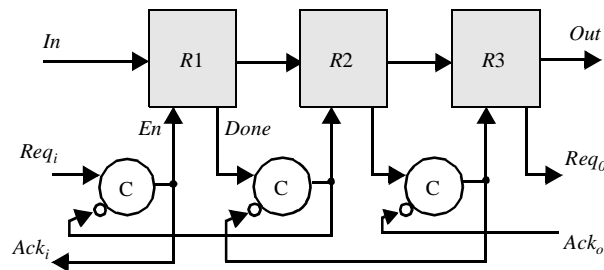 In
R1
R2
R3
Out
En
Done
Req_i
C
C
C
Req_0
Ack_i
Ack_o